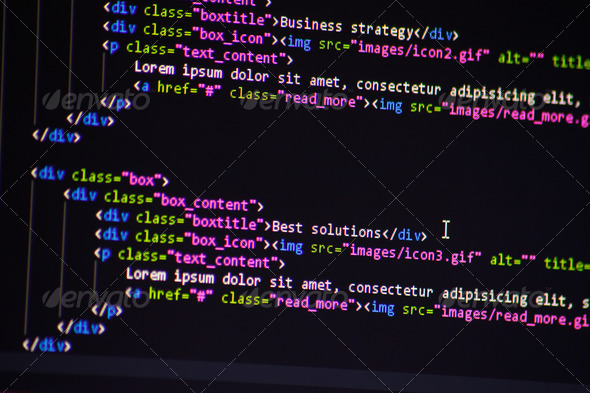 _content">
<div class="boxtitle">Business strategy</div>
<div class="box_icon"><img src="images/icon2.gif" alt="" title
<p class="text_content">
Lorem ipsum dolor sit amet, consectetur adipisicing elit,
<a href="#" class="read_more"><img src="images/read_more.g
</p>
</div>
</div>
<div class="box">
<div class="box_content">
<div class="boxtitle">Best solutions</div>
<div class="box_icon"><img src="images/icon3.gif" alt="" title=
<p class="text_content">
Lorem ipsum dolor sit amet, consectetur adipisicing elit, s
<a href="#" class="read_more"><img src="images/read_more.gi
</p>
</div>
</div>
envato
envato
envato
envato
envato
envato